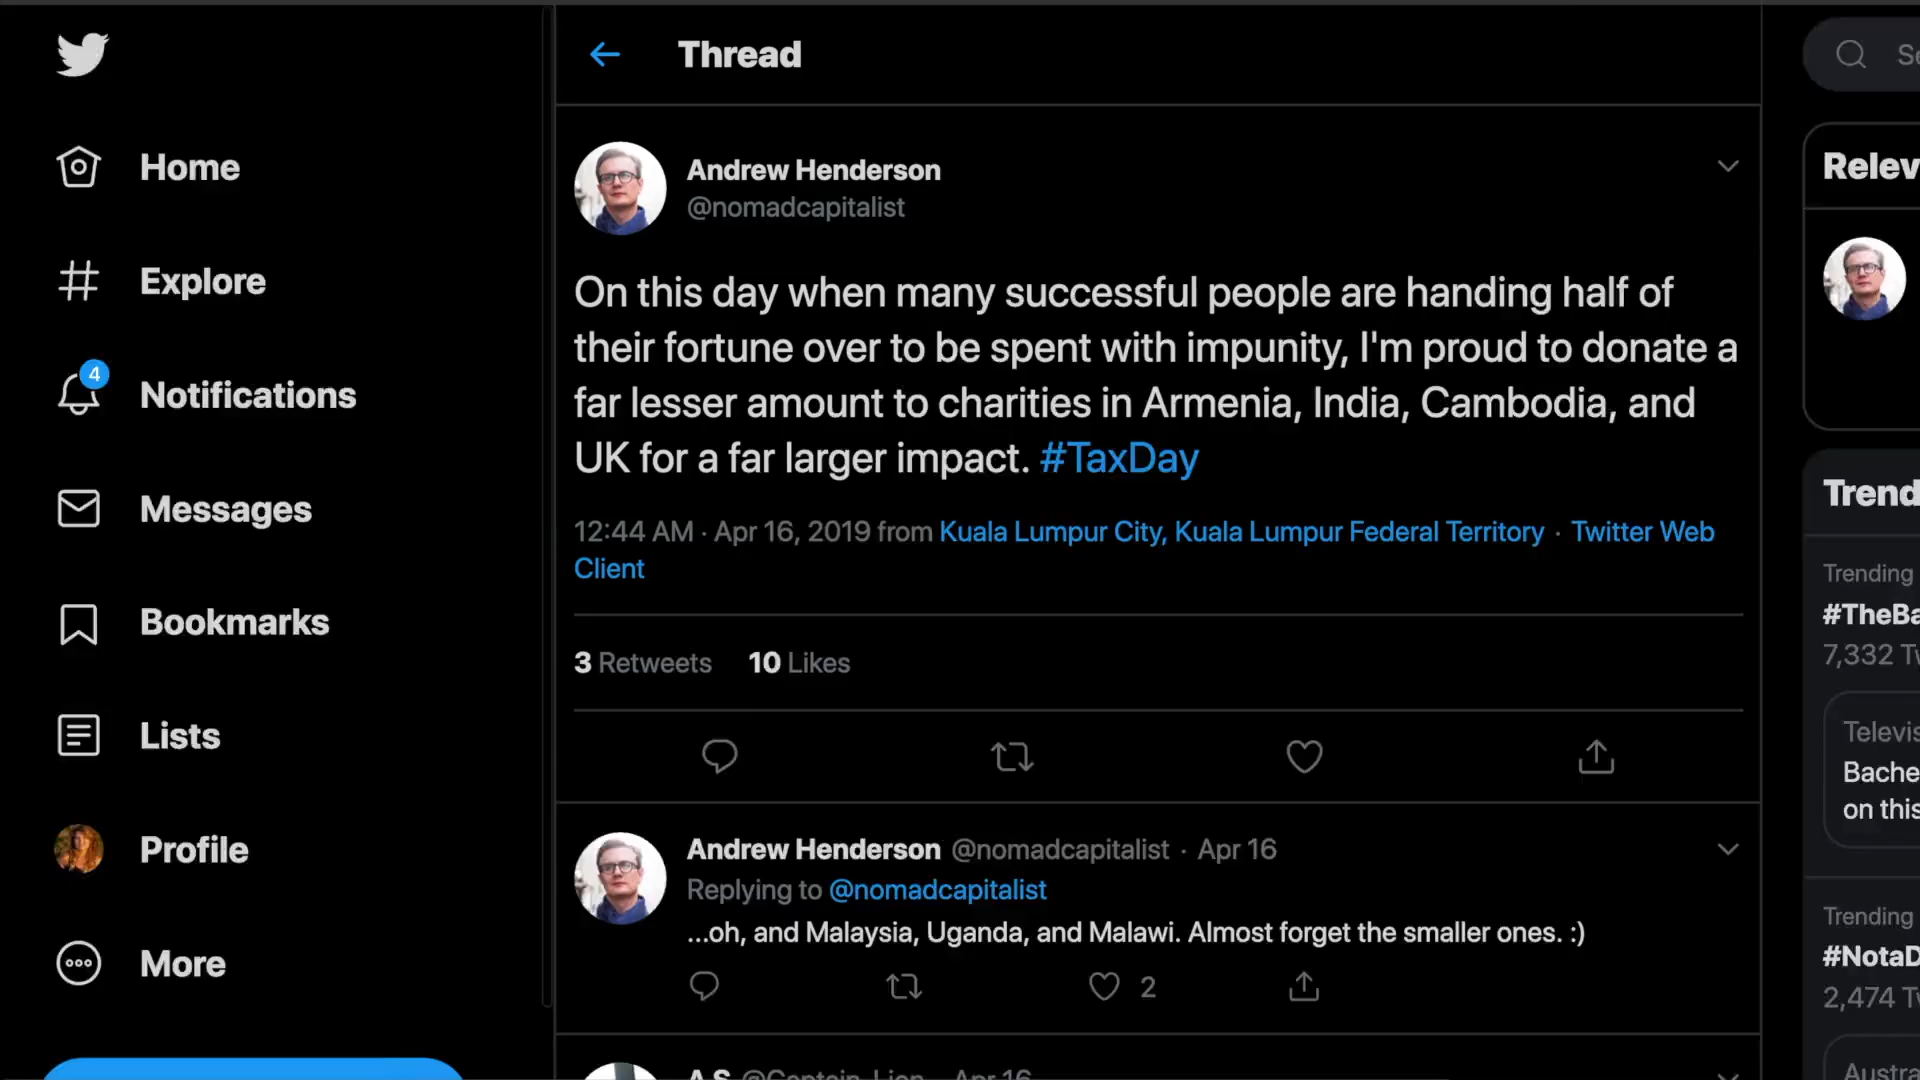 Thread
Home
Explore
4
Notifications
Messages
Bookmarks
Lists
Profile
More
Andrew Henderson
@nomadcapitalist
On this day when many successful people are handing half of
their fortune over to be spent with impunity, I'm proud to donate a
far lesser amount to charities in Armenia, India, Cambodia, and
UK for a far larger impact. #TaxDay
12:44 AM · Apr 16, 2019 from Kuala Lumpur City, Kuala Lumpur Federal Territory · Twitter Web
Client
3 Retweets 10 Likes
Andrew Henderson @nomadcapitalist · Apr 16
Replying to @nomadcapitalist
...oh, and Malaysia, Uganda, and Malawi. Almost forget the smaller ones. :)
2
A.S @Captain_Lion · Apr 16
Relev
Trend
Trending
#TheBa
7,332 Tw
Televis
Bache
on this
Trending
#NotaD
2,474 Tw
Austra